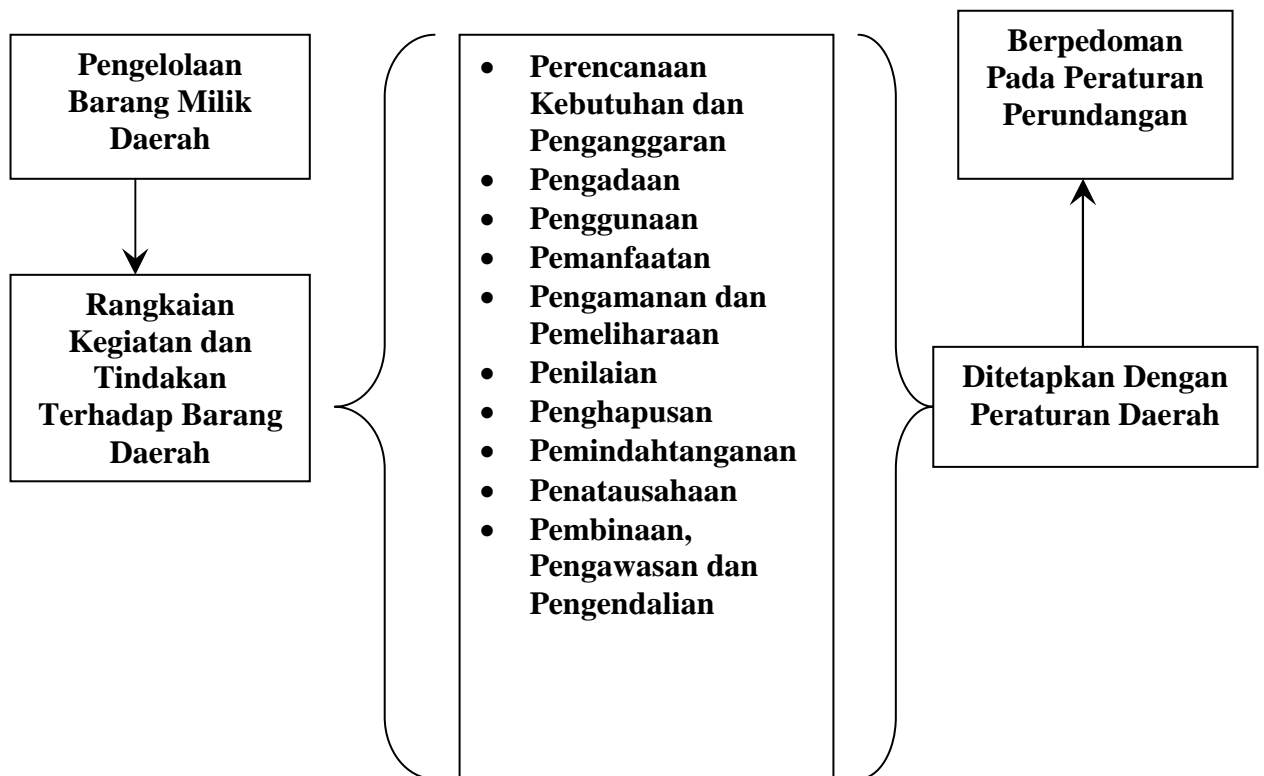 Pengelolaan
Barang Milik
Daerah
Rangkaian
Kegiatan dan
Tindakan
Terhadap Barang
Daerah
• Perencanaan
Kebutuhan dan
Penganggaran
• Pengadaan
• Penggunaan
• Pemanfaatan
• Pengamanan dan
Pemeliharaan
• Penilaian
• Penghapusan
• Pemindahtanganan
• Penatausahaan
• Pembinaan,
Pengawasan dan
Pengendalian
Berpedoman
Pada Peraturan
Perundangan
Ditetapkan Dengan
Peraturan Daerah